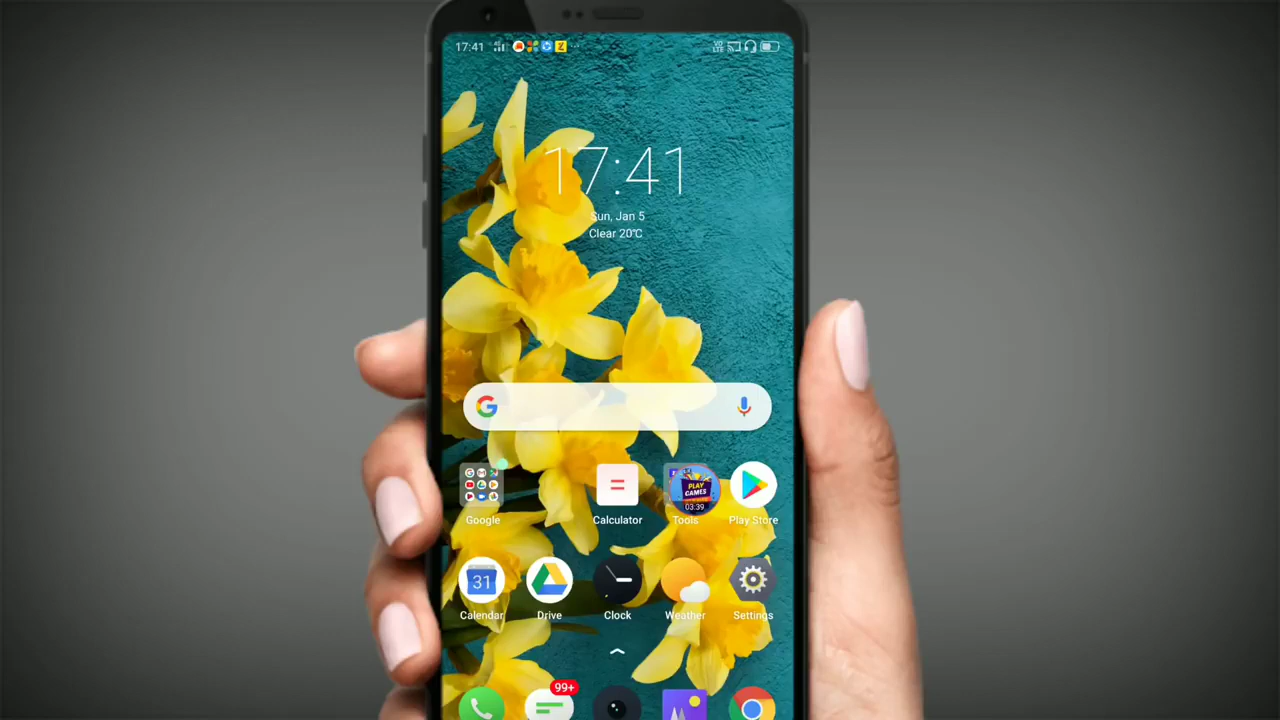 17:41
17:41
Sun, Jan 5
Clear 20°C
Google
Calculator
PLAY GAMES
03:39
Tools
Play Store
31
Calendar
Drive
Clock
Weather
Settings
99+